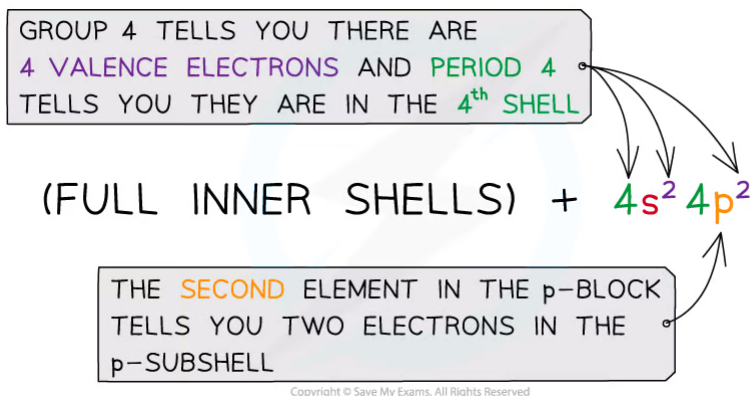 GROUP 4 TELLS YOU THERE ARE
4 VALENCE ELECTRONS AND PERIOD 4
TELLS YOU THEY ARE IN THE 4th SHELL
(FULL INNER SHELLS) + 4s² 4p²
THE SECOND ELEMENT IN THE p-BLOCK
TELLS YOU TWO ELECTRONS IN THE
p-SUBSHELL
Copyright © Save My Exams. All Rights Reserved